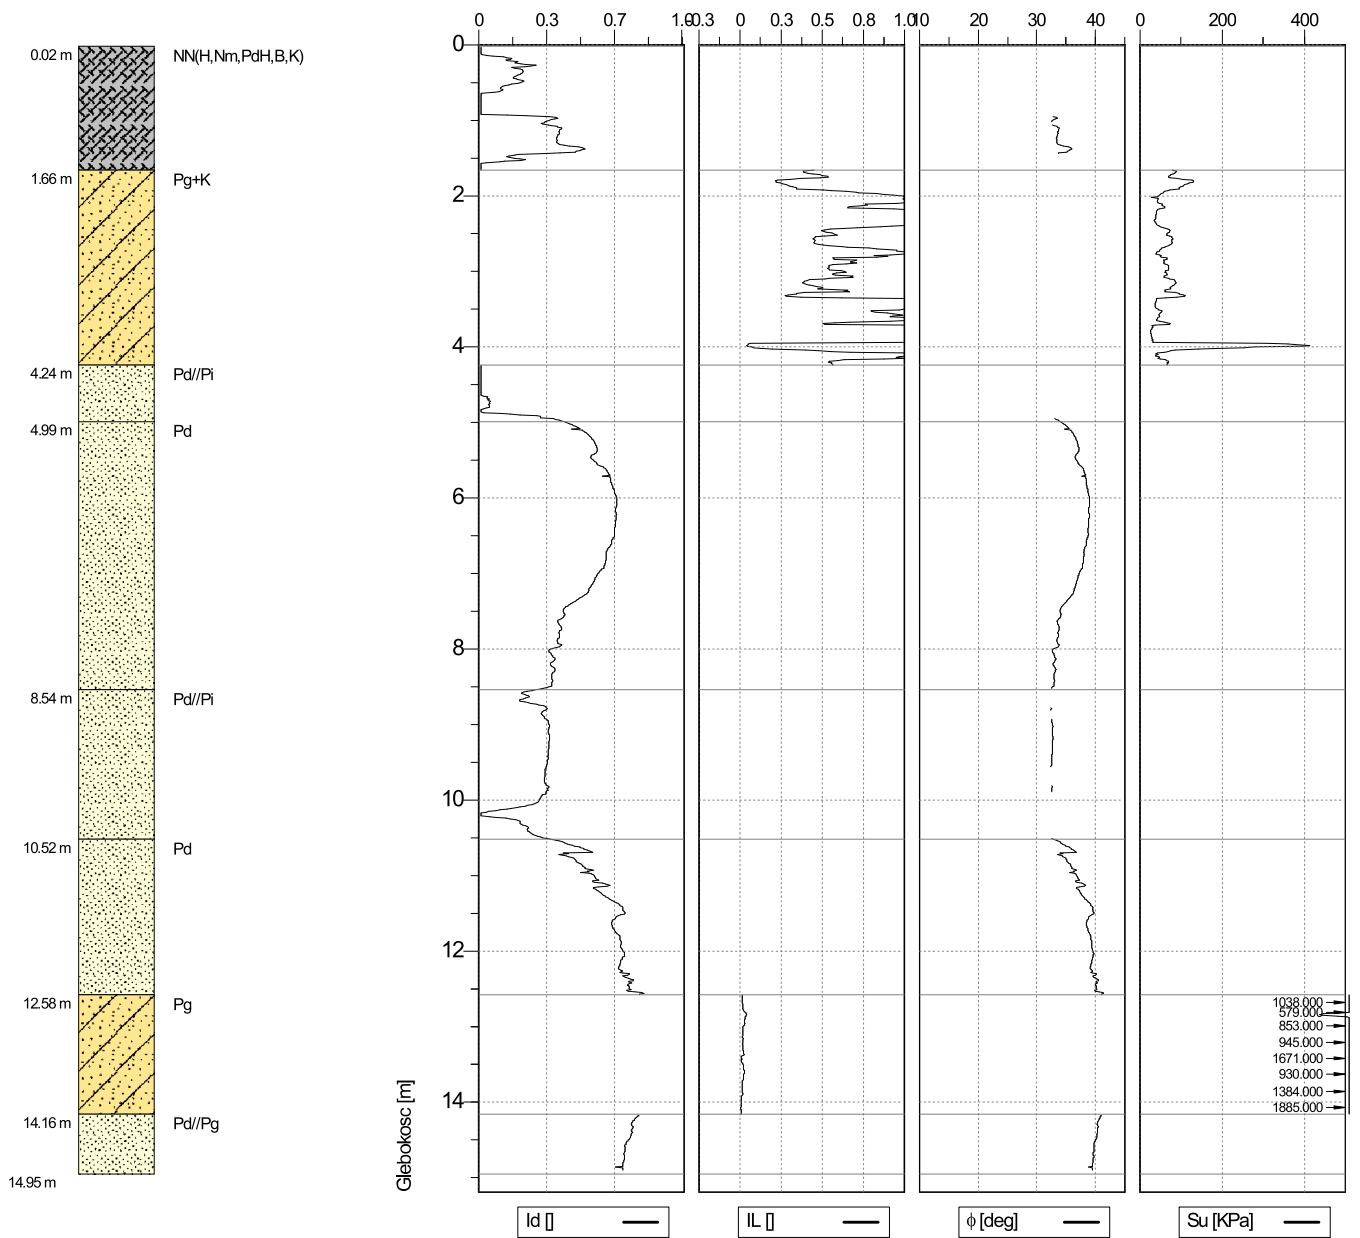 0 0.3 0.7 1.0
-0.3 0 0.3 0.5 0.8 1.0
10 20 30 40
0 200 400
0
0.02 m NN(H,Nm,PdH,B,K)
1.66 m Pg+K
2
4
4.24 m Pd//Pi
4.99 m Pd
6
8
8.54 m Pd//Pi
10
10.52 m Pd
12
12.58 m Pg
1038.000
579.000
853.000
945.000
1671.000
930.000
1384.000
1885.000
14
14.16 m Pd//Pg
14.95 m
Glebokosc [m]
Id []
IL []
ϕ [deg]
Su [KPa]